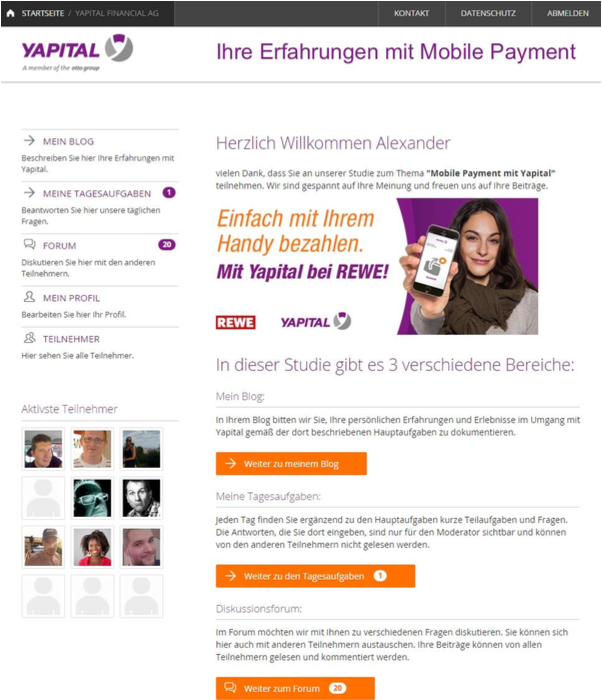 STARTSEITE / YAPITAL FINANCIAL AG
KONTAKT
DATENSCHUTZ
ABMELDEN
YAPITAL
A member of the otto group
Ihre Erfahrungen mit Mobile Payment
MEIN BLOG
Beschreiben Sie hier Ihre Erfahrungen mit
Yapital.
MEINE TAGESAUFGABEN 1
Beantworten Sie hier unsere täglichen
Fragen.
FORUM 20
Diskutieren Sie hier mit den anderen
Teilnehmern.
MEIN PROFIL
Bearbeiten Sie hier Ihr Profil.
TEILNEHMER
Hier sehen Sie alle Teilnehmer.
Aktivste Teilnehmer
Herzlich Willkommen Alexander
vielen Dank, dass Sie an unserer Studie zum Thema "Mobile Payment mit Yapital"
teilnehmen. Wir sind gespannt auf Ihre Meinung und freuen uns auf Ihre Beiträge.
Einfach mit Ihrem
Handy bezahlen.
Mit Yapital bei REWE!
REWE YAPITAL
In dieser Studie gibt es 3 verschiedene Bereiche:
Mein Blog:
In Ihrem Blog bitten wir Sie, Ihre persönlichen Erfahrungen und Erlebnisse im Umgang mit
Yapital gemäß der dort beschriebenen Hauptaufgaben zu dokumentieren.
Weiter zu meinem Blog
Meine Tagesaufgaben:
Jeden Tag finden Sie ergänzend zu den Hauptaufgaben kurze Teilaufgaben und Fragen.
Die Antworten, die Sie dort eingeben, sind nur für den Moderator sichtbar und können
von den anderen Teilnehmern nicht gelesen werden.
Weiter zu den Tagesaufgaben 1
Diskussionsforum:
Im Forum möchten wir mit Ihnen zu verschiedenen Fragen diskutieren. Sie können sich
hier auch mit anderen Teilnehmern austauschen. Ihre Beiträge können von allen
Teilnehmern gelesen und kommentiert werden.
Weiter zum Forum 20